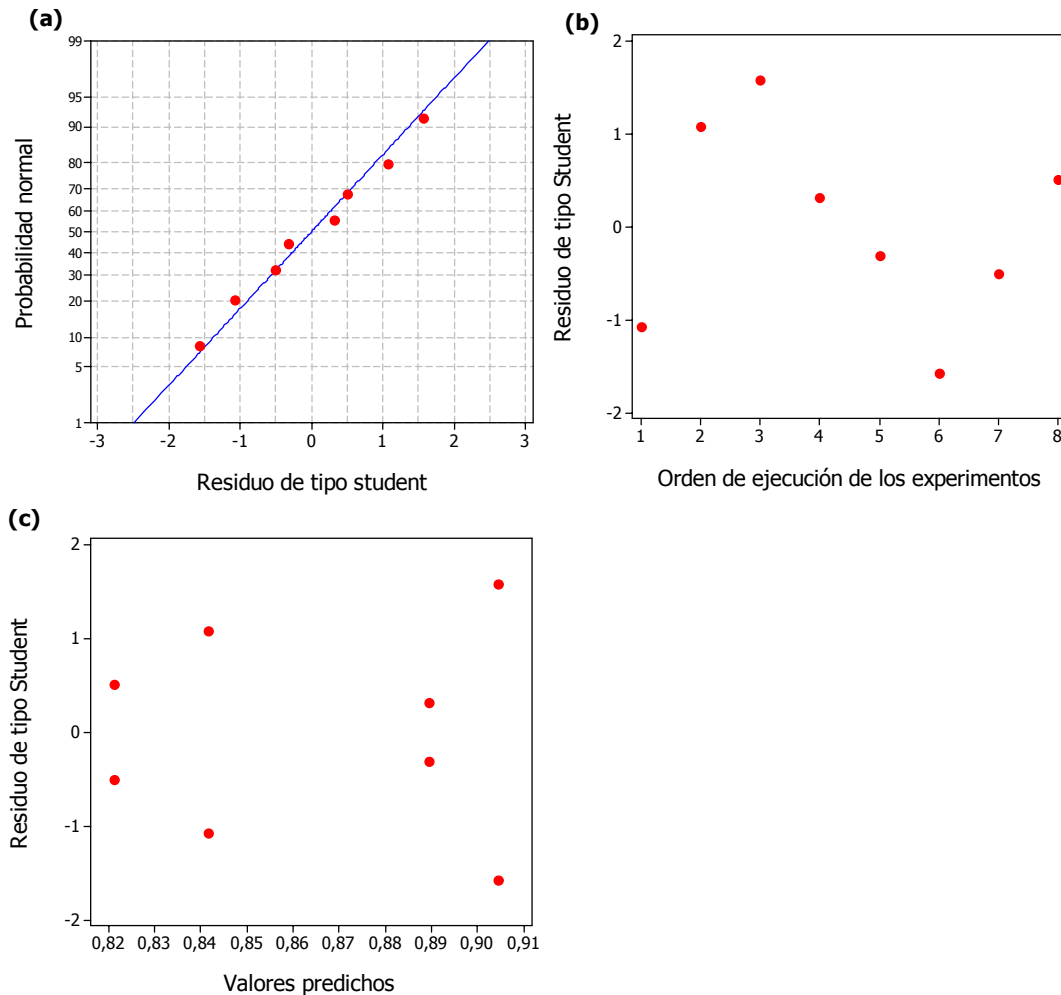 (a)
99
95
90
80
70
60
50
40
30
20
10
5
1
-3 -2 -1 0 1 2 3
Probabilidad normal
Residuo de tipo student
(b)
2
1
0
-1
-2
1 2 3 4 5 6 7 8
Residuo de tipo Student
Orden de ejecución de los experimentos
(c)
2
1
0
-1
-2
0,82 0,83 0,84 0,85 0,86 0,87 0,88 0,89 0,90 0,91
Residuo de tipo Student
Valores predichos